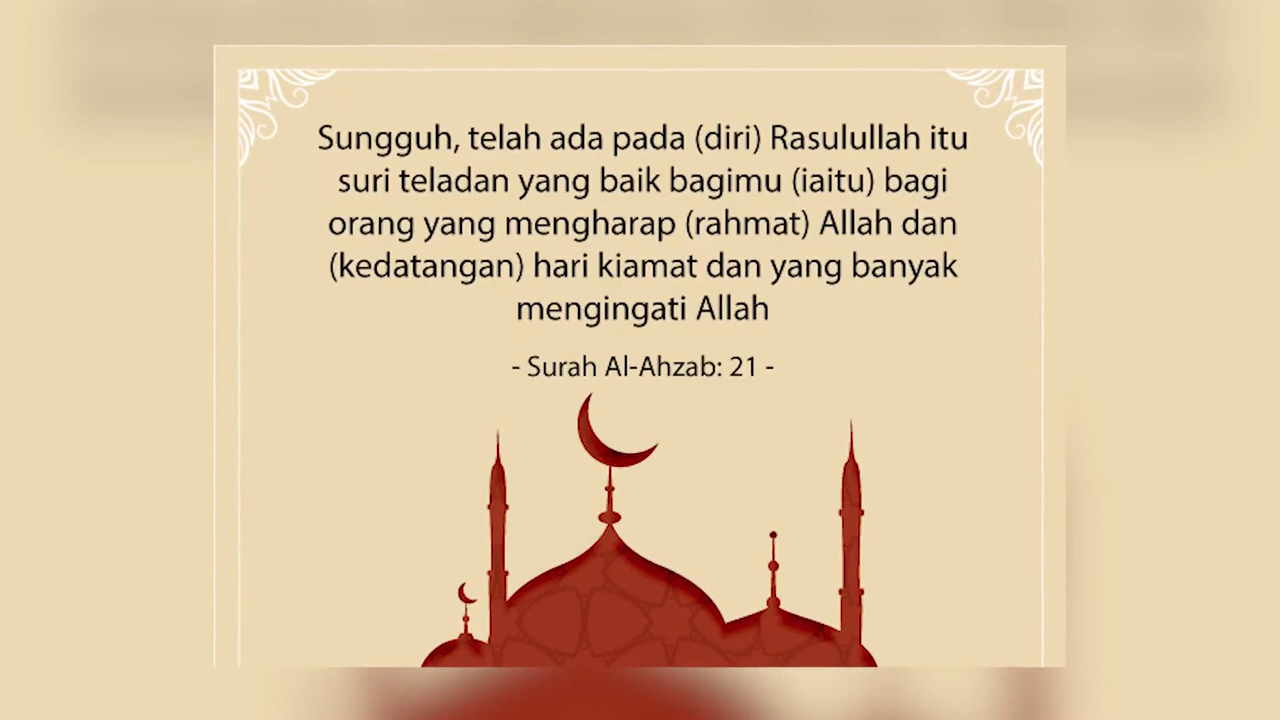 Sungguh, telah ada pada (diri) Rasulullah itu
suri teladan yang baik bagimu (iaitu) bagi
orang yang mengharap (rahmat) Allah dan
(kedatangan) hari kiamat dan yang banyak
mengingati Allah
- Surah Al-Ahzab: 21 -